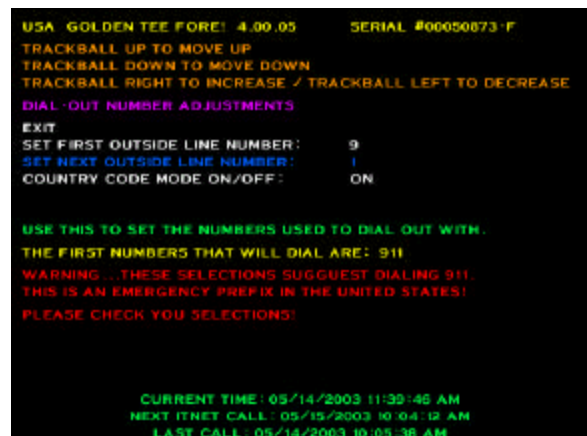 USA GOLDEN TEE FORE! 4.00.05 SERIAL #00050873-F
TRACKBALL UP TO MOVE UP
TRACKBALL DOWN TO MOVE DOWN
TRACKBALL RIGHT TO INCREASE / TRACKBALL LEFT TO DECREASE
DIAL-OUT NUMBER ADJUSTMENTS
EXIT
SET FIRST OUTSIDE LINE NUMBER: 9
SET NEXT OUTSIDE LINE NUMBER: 1
COUNTRY CODE MODE ON/OFF: ON
USE THIS TO SET THE NUMBERS USED TO DIAL OUT WITH.
THE FIRST NUMBERS THAT WILL DIAL ARE: 911
WARNING...THESE SELECTIONS SUGGUEST DIALING 911.
THIS IS AN EMERGENCY PREFIX IN THE UNITED STATES!
PLEASE CHECK YOU SELECTIONS!
CURRENT TIME: 05/14/2003 11:39:46 AM
NEXT ITNET CALL: 05/15/2003 10:04:12 AM
LAST CALL: 05/14/2003 10:05:38 AM